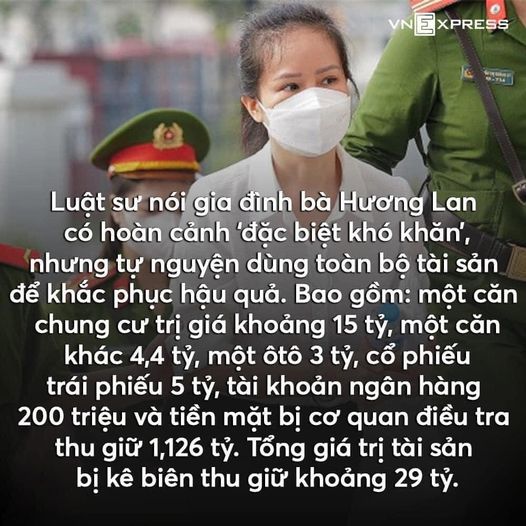 VNEXPRESS
Luật sư nói gia đình bà Hương Lan
có hoàn cảnh ‘đặc biệt khó khăn’,
nhưng tự nguyện dùng toàn bộ tài sản
để khắc phục hậu quả. Bao gồm: một căn
chung cư trị giá khoảng 15 tỷ, một căn
khác 4,4 tỷ, một ôtô 3 tỷ, cổ phiếu
trái phiếu 5 tỷ, tài khoản ngân hàng
200 triệu và tiền mặt bị cơ quan điều tra
thu giữ 1,126 tỷ. Tổng giá trị tài sản
bị kê biên thu giữ khoảng 29 tỷ.